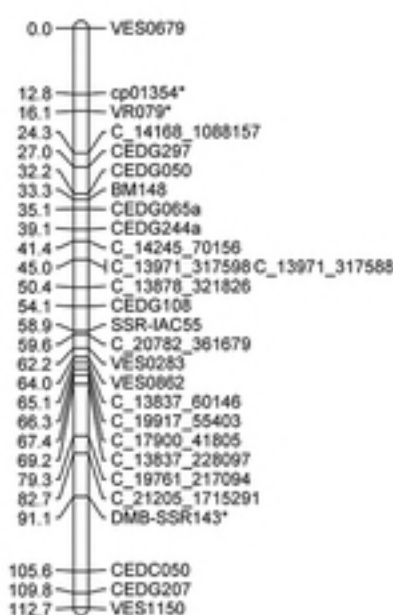 0.0 VES0679
12.8 cp01354*
16.1 VR079*
24.3 C_14168_1088157
27.0 CEDG297
32.2 CEDG050
33.3 BM148
35.1 CEDG065a
39.1 CEDG244a
41.4 C_14245_70156
45.0 C_13971_317598 C_13971_317588
50.4 C_13878_321826
54.1 CEDG108
58.9 SSR-IAC55
59.6 C_20782_361679
62.2 VES0283
64.0 VES0862
65.1 C_13837_60146
66.3 C_19917_55403
67.4 C_17900_41805
69.2 C_13837_228097
79.3 C_19761_217094
82.7 C_21205_1715291
91.1 DMB-SSR143*
105.6 CEDC050
109.8 CEDG207
112.7 VES1150